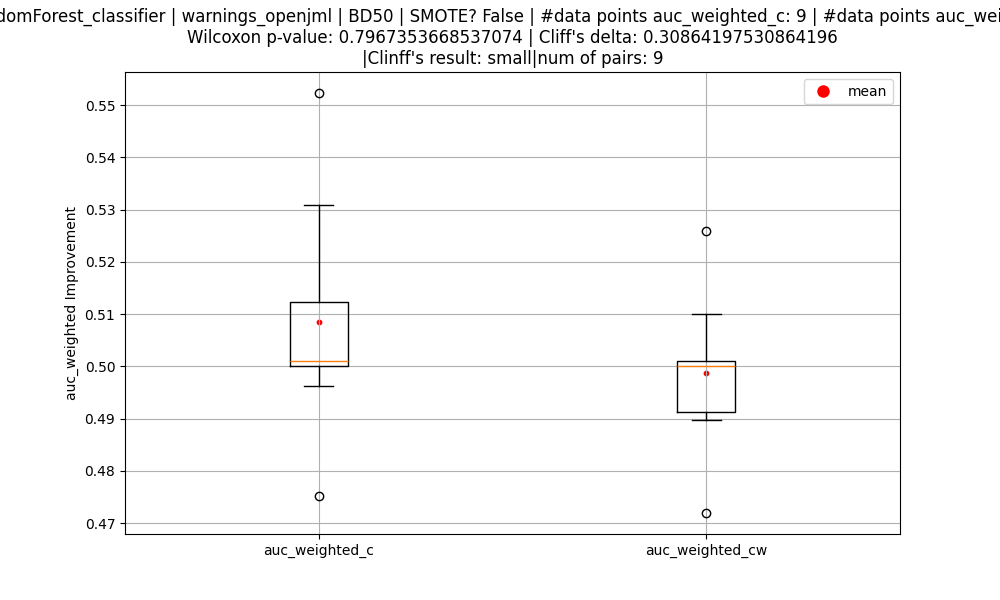 domForest_classifier | warnings_openjml | BD50 | SMOTE? False | #data points auc_weighted_c: 9 | #data points auc_wei
Wilcoxon p-value: 0.7967353668537074 | Cliff's delta: 0.30864197530864196
|Clinff's result: small|num of pairs: 9
mean
0.55
0.54
0.53
0.52
0.51
0.50
0.49
0.48
0.47
auc_weighted Improvement
auc_weighted_c
auc_weighted_cw